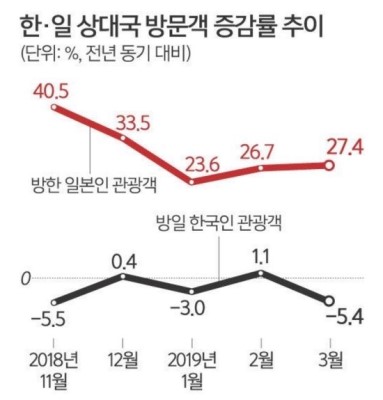 한·일 상대국 방문객 증감률 추이
(단위: %, 전년 동기 대비)
40.5
33.5
23.6
26.7
27.4
방한 일본인 관광객
방일 한국인 관광객
0
-5.5
0.4
-3.0
1.1
-5.4
2018년
11월
12월
2019년
1월
2월
3월